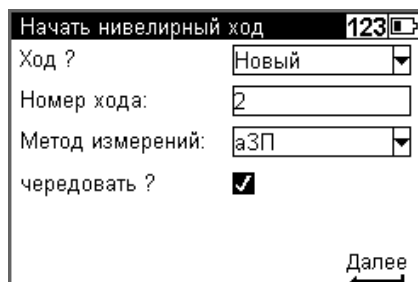 Начать нивелирный ход 123
Ход ? Новый
Номер хода: 2
Метод измерений: аЗП
чередовать ?
Далее